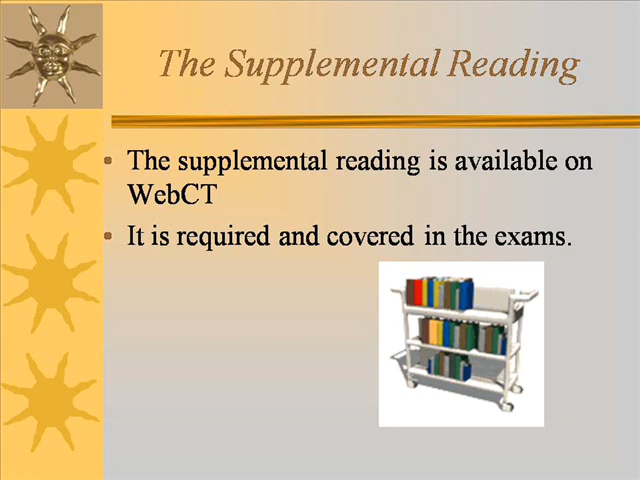 The Supplemental Reading
The supplemental reading is available on
WebCT
It is required and covered in the exams.